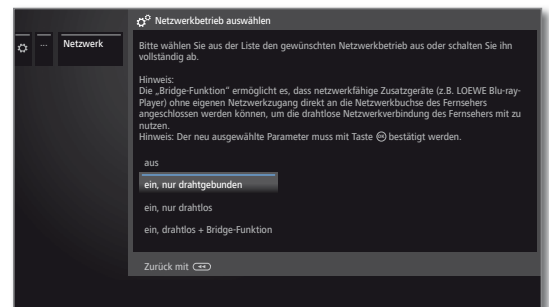 Netzwerkbetrieb auswählen
... Netzwerk
Bitte wählen Sie aus der Liste den gewünschten Netzwerkbetrieb aus oder schalten Sie ihn
vollständig ab.
Hinweis:
Die „Bridge-Funktion" ermöglicht es, dass netzwerkfähige Zusatzgeräte (z.B. LOEWE Blu-ray-
Player) ohne eigenen Netzwerkzugang direkt an die Netzwerkbuchse des Fernsehers
angeschlossen werden können, um die drahtlose Netzwerkverbindung des Fernsehers mit zu
nutzen.
Hinweis: Der neu ausgewählte Parameter muss mit Taste OK bestätigt werden.
aus
ein, nur drahtgebunden
ein, nur drahtlos
ein, drahtlos + Bridge-Funktion
Zurück mit